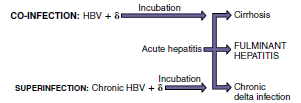 Incubation
CO-INFECTION: HBV + δ
Cirrhosis
Acute hepatitis
FULMINANT
HEPATITIS
Incubation
SUPERINFECTION: Chronic HBV + δ
Chronic
delta infection